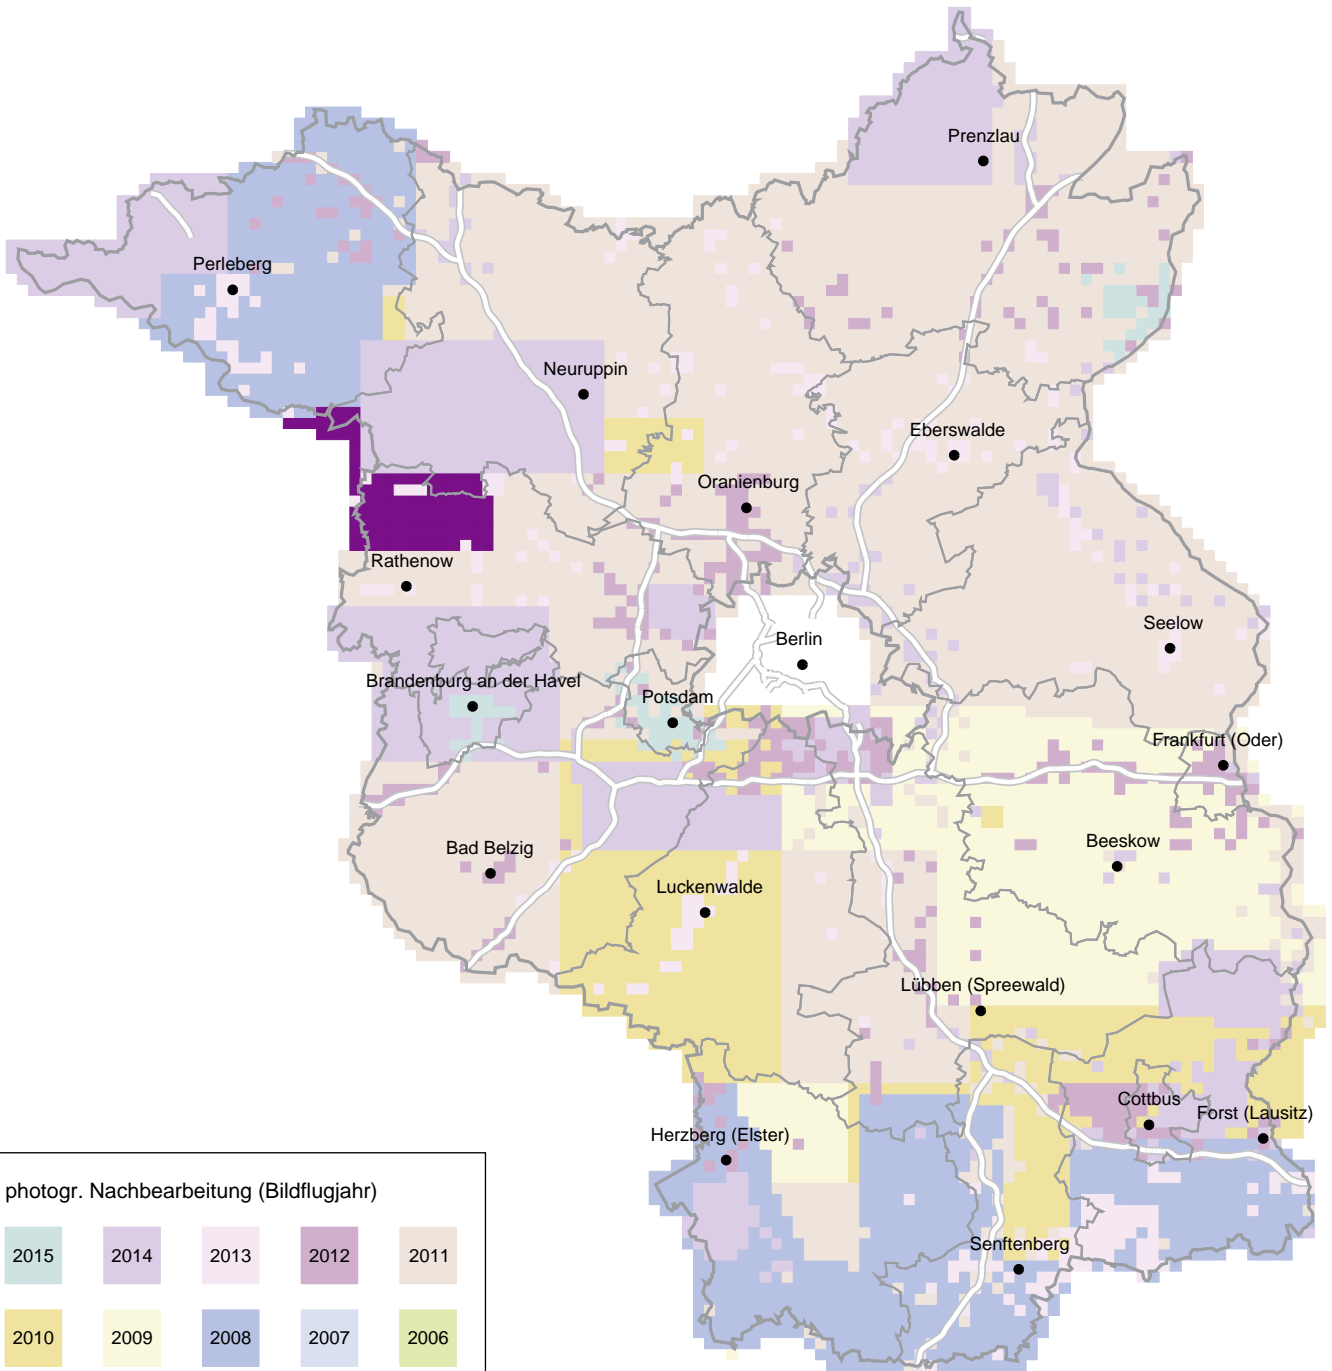 Prenzlau
Perleberg
Neuruppin
Eberswalde
Oranienburg
Rathenow
Seelow
Berlin
Brandenburg an der Havel
Potsdam
Frankfurt (Oder)
Bad Belzig
Beeskow
Luckenwalde
Lübben (Spreewald)
Cottbus
Forst (Lausitz)
Herzberg (Elster)
Senftenberg
photogr. Nachbearbeitung (Bildflugjahr)
2015 2014 2013 2012 2011
2010 2009 2008 2007 2006